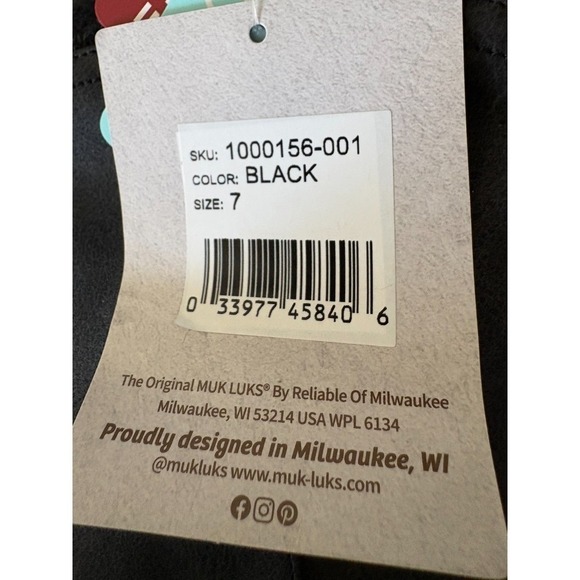 SKU: 1000156-001
COLOR: BLACK
SIZE: 7
0 33977 45840 6
The Original MUK LUKS® By Reliable Of Milwaukee
Milwaukee, WI 53214 USA WPL 6134
Proudly designed in Milwaukee, WI
@mukluks www.muk-luks.com